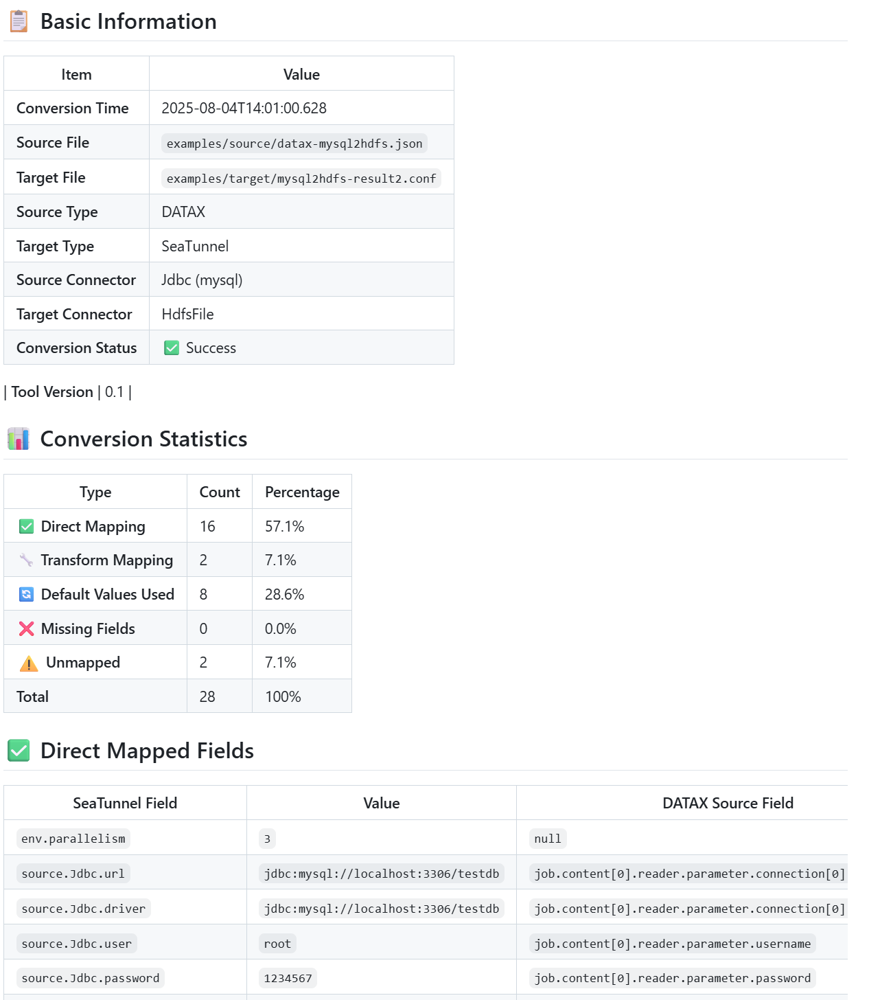 Basic Information
Item Value
Conversion Time 2025-08-04T14:01:00.628
Source File examples/source/datax-mysql2hdfs.json
Target File examples/target/mysql2hdfs-result2.conf
Source Type DATAX
Target Type SeaTunnel
Source Connector Jdbc (mysql)
Target Connector HdfsFile
Conversion Status Success
| Tool Version | 0.1 |
Conversion Statistics
Type Count Percentage
Direct Mapping 16 57.1%
Transform Mapping 2 7.1%
Default Values Used 8 28.6%
Missing Fields 0 0.0%
Unmapped 2 7.1%
Total 28 100%
Direct Mapped Fields
SeaTunnel Field Value DATAX Source Field
env.parallelism 3 null
source.Jdbc.url jdbc:mysql://localhost:3306/testdb job.content[0].reader.parameter.connection[0]
source.Jdbc.driver jdbc:mysql://localhost:3306/testdb job.content[0].reader.parameter.connection[0]
source.Jdbc.user root job.content[0].reader.parameter.username
source.Jdbc.password 1234567 job.content[0].reader.parameter.password